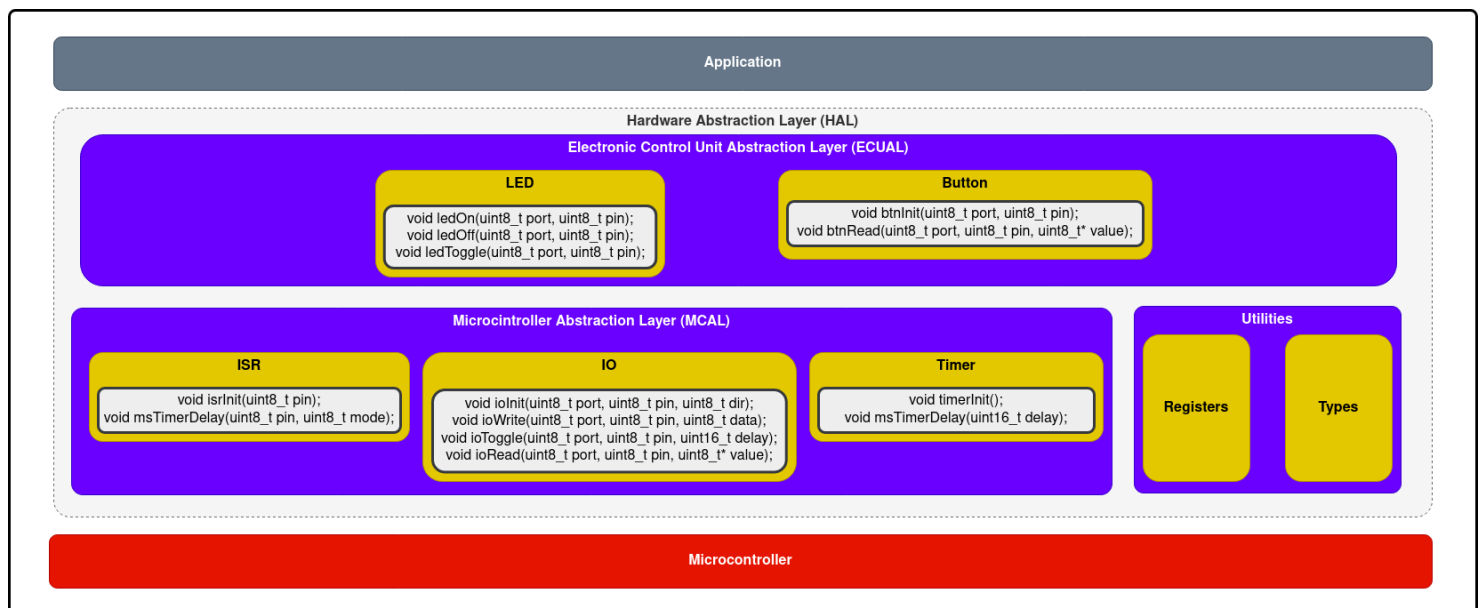 Application
Hardware Abstraction Layer (HAL)
Electronic Control Unit Abstraction Layer (ECUAL)
LED
void ledOn(uint8_t port, uint8_t pin);
void ledOff(uint8_t port, uint8_t pin);
void ledToggle(uint8_t port, uint8_t pin);
Button
void btnInit(uint8_t port, uint8_t pin);
void btnRead(uint8_t port, uint8_t pin, uint8_t* value);
Microcintroller Abstraction Layer (MCAL)
ISR
void isrInit(uint8_t pin);
void msTimerDelay(uint8_t pin, uint8_t mode);
IO
void ioInit(uint8_t port, uint8_t pin, uint8_t dir);
void ioWrite(uint8_t port, uint8_t pin, uint8_t data);
void ioToggle(uint8_t port, uint8_t pin, uint16_t delay);
void ioRead(uint8_t port, uint8_t pin, uint8_t* value);
Timer
void timerInit();
void msTimerDelay(uint16_t delay);
Utilities
Registers
Types
Microcontroller